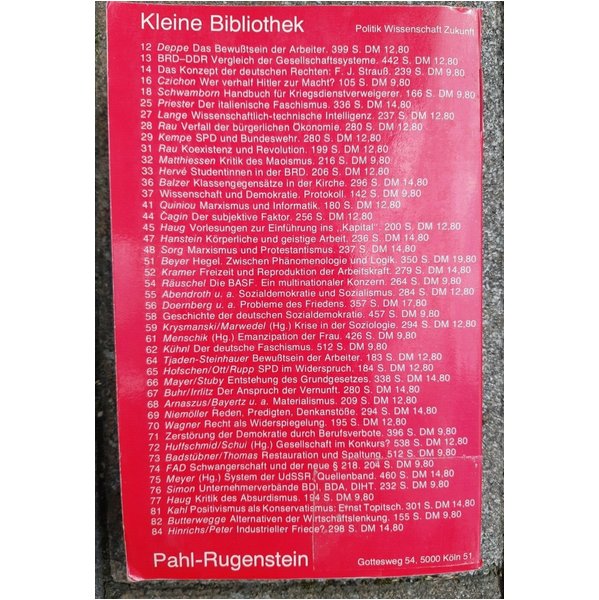 Kleine Bibliothek
Politik Wissenschaft Zukunft
12 Deppe Das Bewußtsein der Arbeiter. 399 S. DM 12,80
13 BRD–DDR Vergleich der Gesellschaftssysteme. 442 S. DM 12,80
14 Das Konzept der deutschen Rechten: F. J. Strauß. 239 S. DM 9,80
16 Czichon Wer verhalf Hitler zur Macht? 105 S. DM 9,80
18 Schwamborn Handbuch für Kriegsdienstverweigerer. 166 S. DM 9,80
25 Priester Der italienische Faschismus. 336 S. DM 14,80
27 Lange Wissenschaftlich-technische Intelligenz. 237 S. DM 12,80
28 Rau Verfall der bürgerlichen Ökonomie. 280 S. DM 12,80
29 Kempe SPD und Bundeswehr. 280 S. DM 12,80
31 Rau Koexistenz und Revolution. 199 S. DM 12,80
32 Matthiessen Kritik des Maoismus. 216 S. DM 9,80
33 Hervé Studentinnen in der BRD. 206 S. DM 12,80
36 Balzer Klassengegensätze in der Kirche. 296 S. DM 14,80
37 Wissenschaft und Demokratie. Protokoll. 142 S. DM 9,80
41 Quiniou Marxismus und Informatik. 180 S. DM 12,80
44 Čagin Der subjektive Faktor. 256 S. DM 12,80
45 Haug Vorlesungen zur Einführung ins „Kapital“. 200 S. DM 12,80
47 Hanstein Körperliche und geistige Arbeit. 236 S. DM 14,80
48 Sorg Marxismus und Protestantismus. 237 S. DM 14,80
51 Beyer Hegel. Zwischen Phänomenologie und Logik. 350 S. DM 19,80
52 Kramer Freizeit und Reproduktion der Arbeitskraft. 279 S. DM 14,80
54 Räuschel Die BASF. Ein multinationaler Konzern. 264 S. DM 9,80
55 Abendroth u. a. Sozialdemokratie und Sozialismus. 284 S. DM 12,80
56 Doernberg u. a. Probleme des Friedens. 357 S. DM 17,80
58 Geschichte der deutschen Sozialdemokratie. 457 S. DM 9,80
59 Krysmanski/Marwedel (Hg.) Krise in der Soziologie. 294 S. DM 12,80
61 Menschik (Hg.) Emanzipation der Frau. 426 S. DM 9,80
62 Kühnl Der deutsche Faschismus. 512 S. DM 9,80
64 Tjaden-Steinhauer Bewußtsein der Arbeiter. 183 S. DM 12,80
65 Hofschen/Ott/Rupp SPD im Widerspruch. 184 S. DM 12,80
66 Mayer/Stuby Entstehung des Grundgesetzes. 338 S. DM 14,80
67 Buhr/Irrlitz Der Anspruch der Vernunft. 280 S. DM 14,80
68 Arnaszus/Bayertz u. a. Materialismus. 209 S. DM 12,80
69 Niemöller Reden, Predigten, Denkanstöße. 294 S. DM 14,80
70 Wagner Recht als Widerspiegelung. 195 S. DM 12,80
71 Zerstörung der Demokratie durch Berufsverbote. 396 S. DM 9,80
72 Huffschmid/Schui (Hg.) Gesellschaft im Konkurs? 538 S. DM 12,80
73 Badstübner/Thomas Restauration und Spaltung. 512 S. DM 9,80
74 FAD Schwangerschaft und der neue § 218. 204 S. DM 9,80
75 Meyer (Hg.) System der UdSSR, Quellenband. 460 S. DM 14,80
76 Simon Unternehmerverbände BDI, BDA, DIHT. 232 S. DM 9,80
77 Haug Kritik des Absurdismus. 194 S. DM 9,80
81 Kahl Positivismus als Konservatismus: Ernst Topitsch. 301 S. DM 14,80
82 Butterwegge Alternativen der Wirtschaftslenkung. 155 S. DM 9,80
84 Hinrichs/Peter Industrieller Friede? 298 S. DM 14,80
Pahl-Rugenstein
Gottesweg 54, 5000 Köln 51